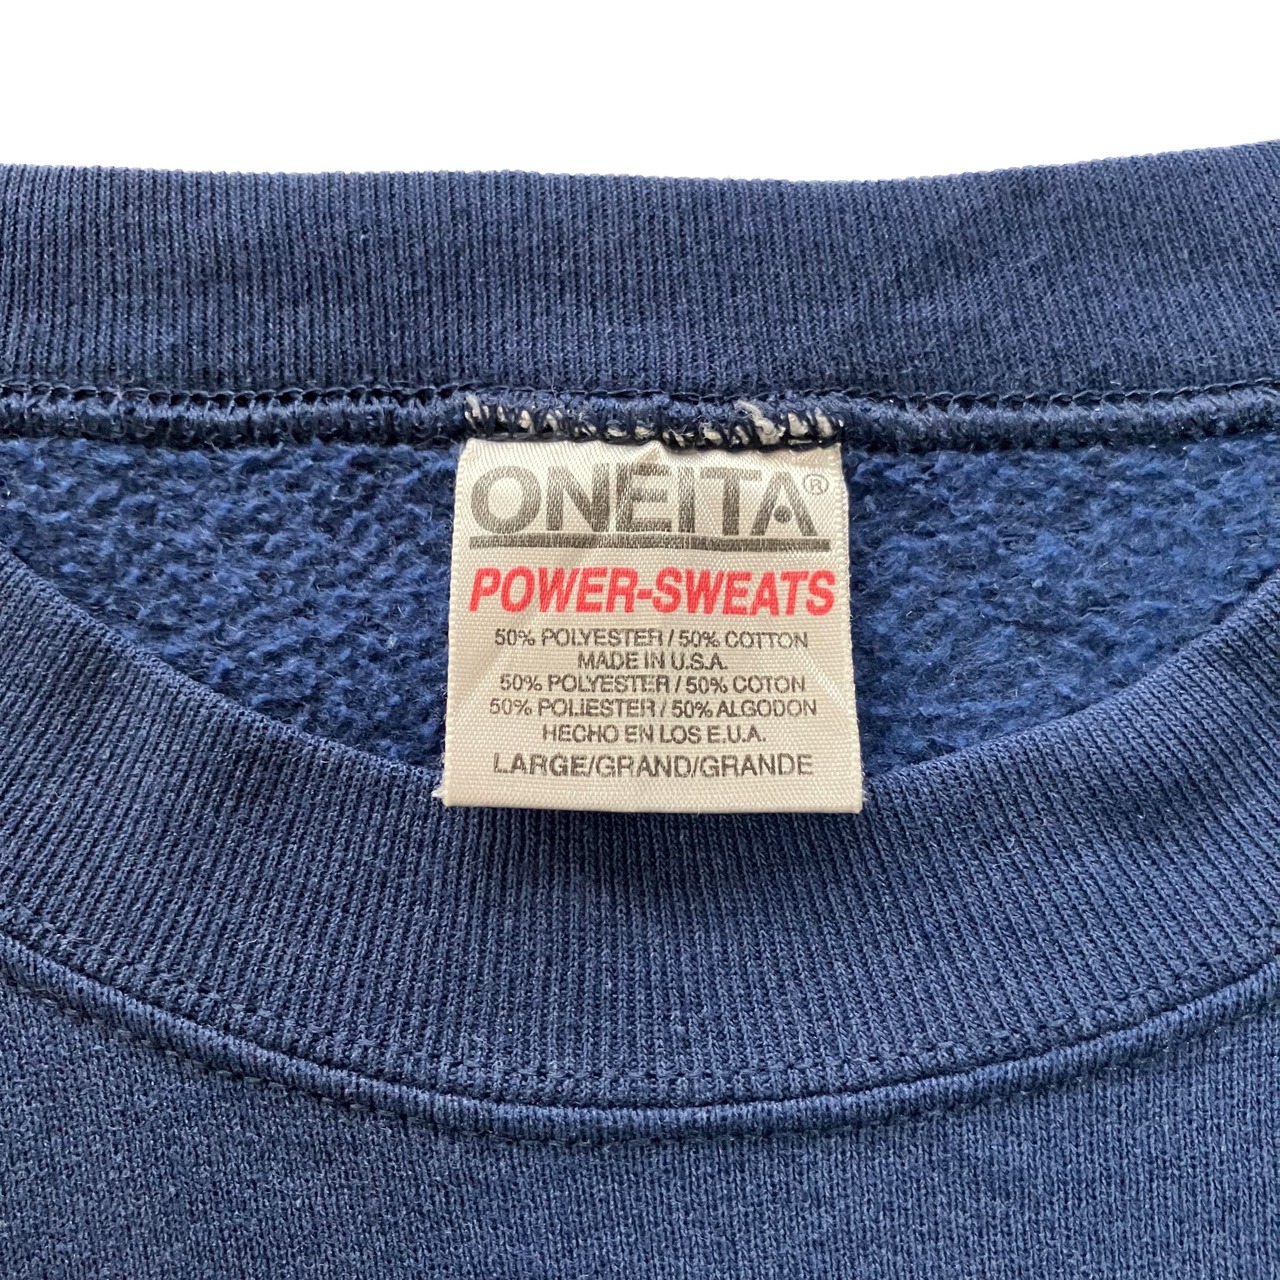 ONÉITA®
POWER-SWEATS
50% POLYESTER / 50% COTTON
MADE IN U.S.A.
50% POLYESTER / 50% COTON
50% POLIESTER / 50% ALGODON
HECHO EN LOS E.U.A.
LARGE/GRAND/GRANDE